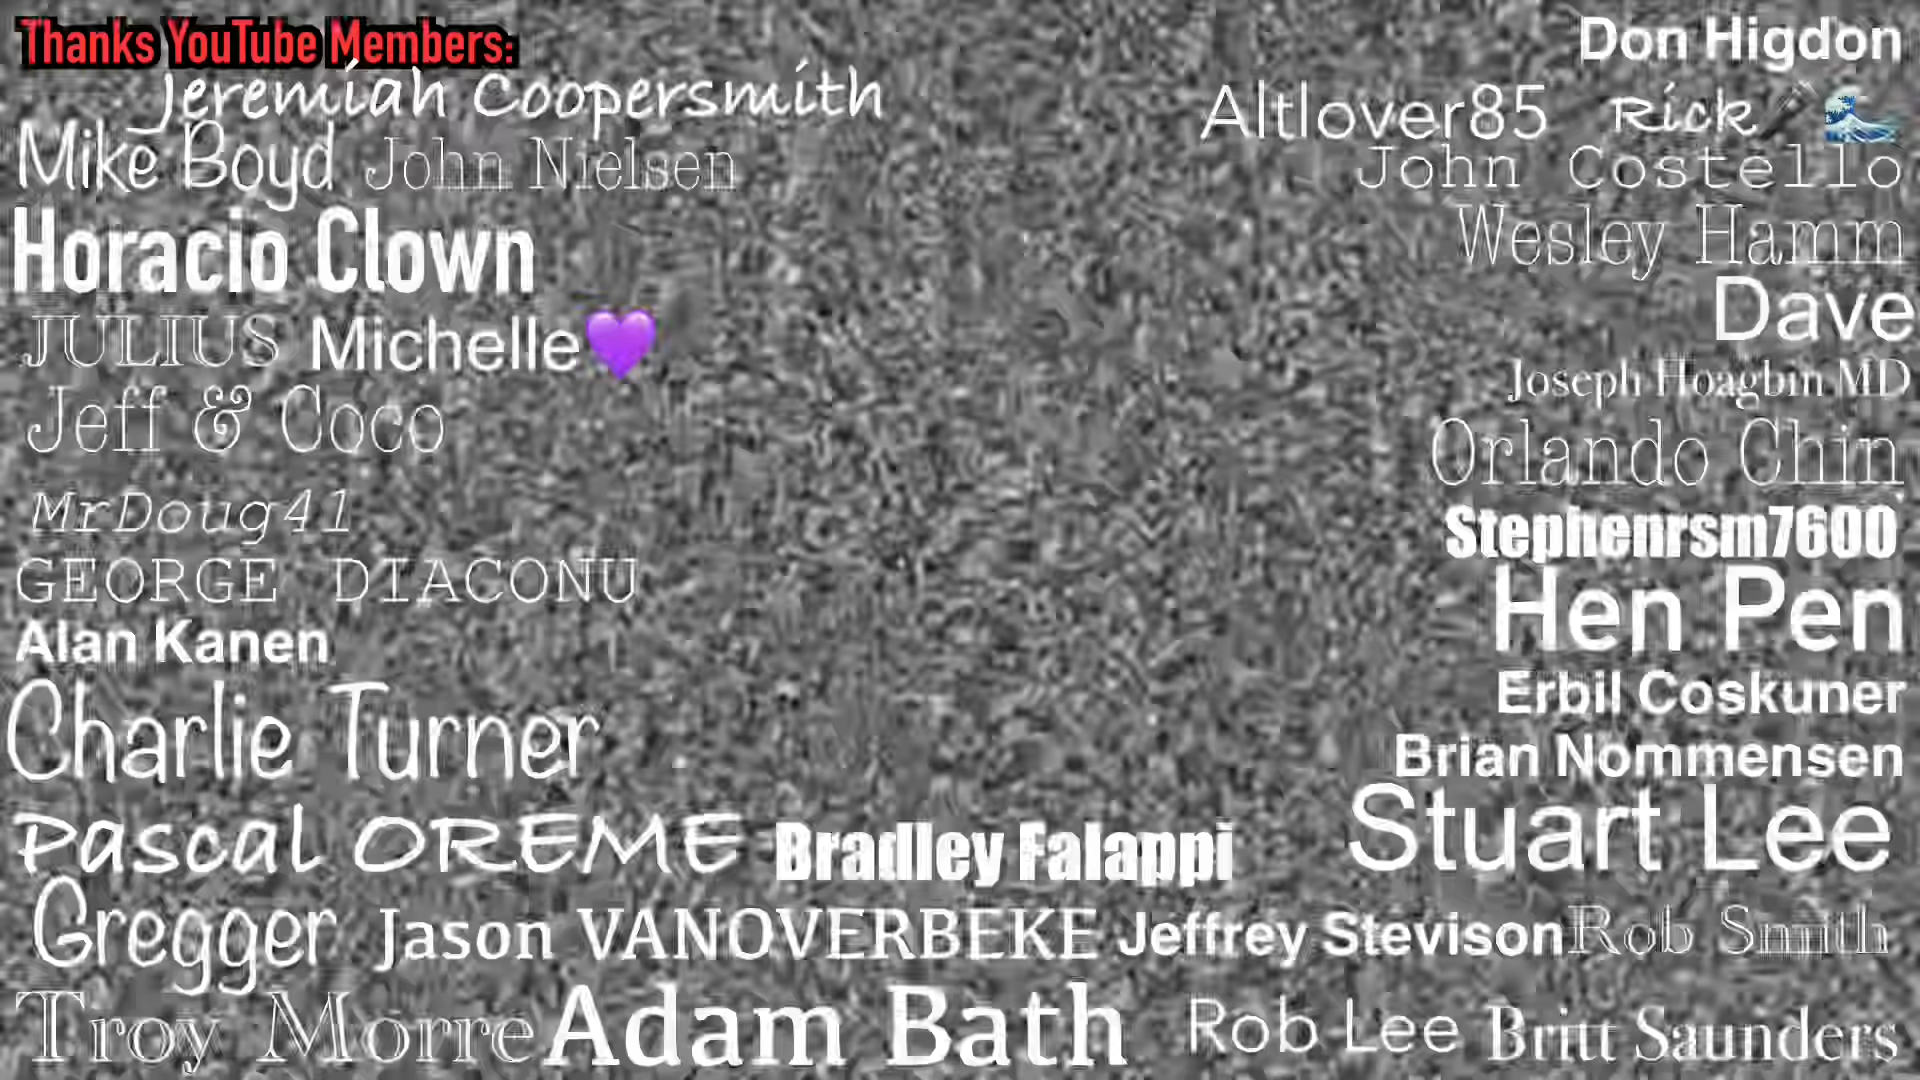 Thanks YouTube Members:
Don Higdon
Jeremiah Coopersmith
Altlover85
Rick
Mike Boyd
John Nielsen
John Costello
Horacio Clown
Wesley Hamm
JULIUS
Michelle💜
Dave
Jeff & Coco
Joseph Hoagbin MD
Orlando Chin
MrDoug41
Stephenrsm7600
GEORGE DIACONU
Hen Pen
Alan Kanen
Erbil Coskuner
Charlie Turner
Brian Nommensen
Pascal OREME
Bradley Falappi
Stuart Lee
Gregger
Jason VANOVERBEKE
Jeffrey Stevison
Rob Smith
Troy Morre
Adam Bath
Rob Lee
Britt Saunders